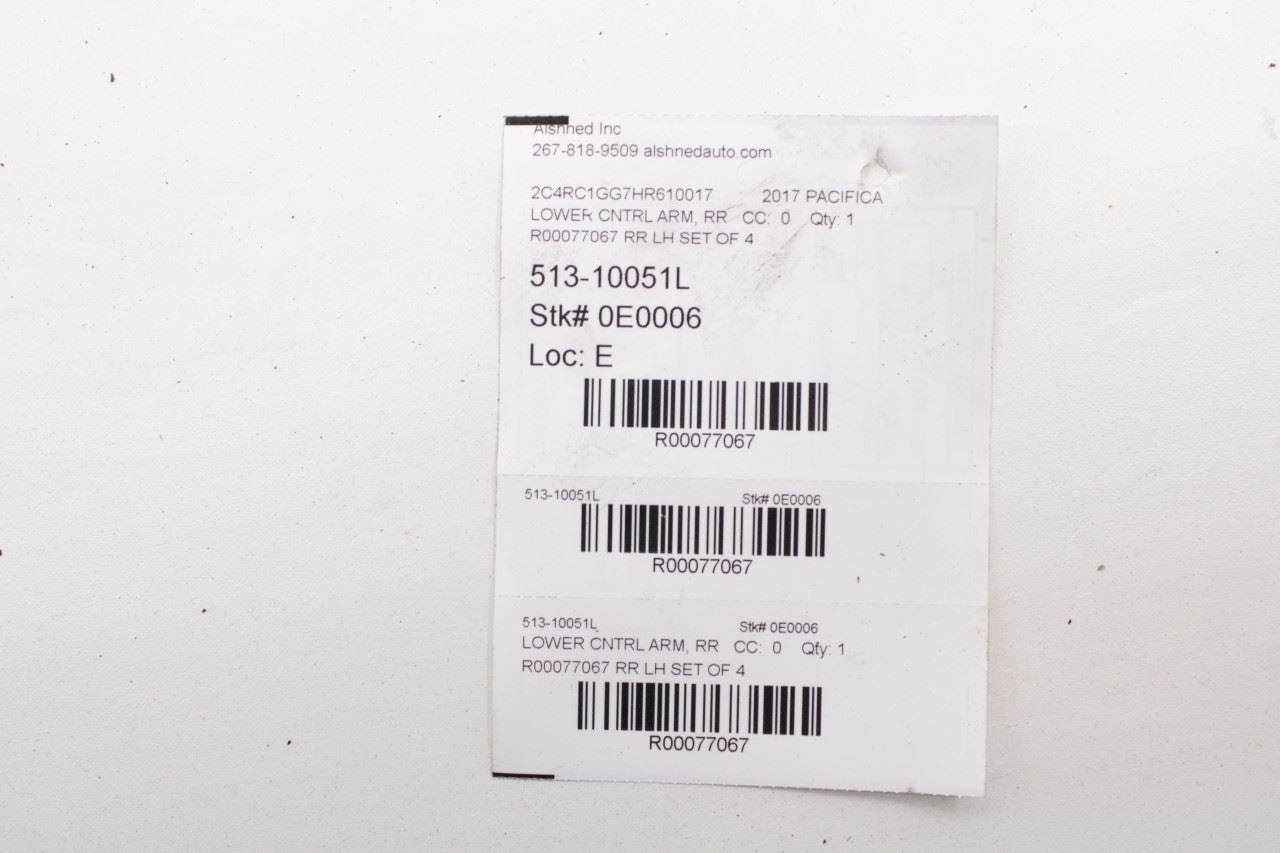 Alshned Inc
267-818-9509 alshnedauto.com
2C4RC1GG7HR610017 2017 PACIFICA
LOWER CNTRL ARM, RR CC: 0 Qty: 1
R00077067 RR LH SET OF 4
513-10051L
Stk# 0E0006
Loc: E
R00077067
513-10051L Stk# 0E0006
R00077067
513-10051L Stk# 0E0006
LOWER CNTRL ARM, RR CC: 0 Qty: 1
R00077067 RR LH SET OF 4
R00077067